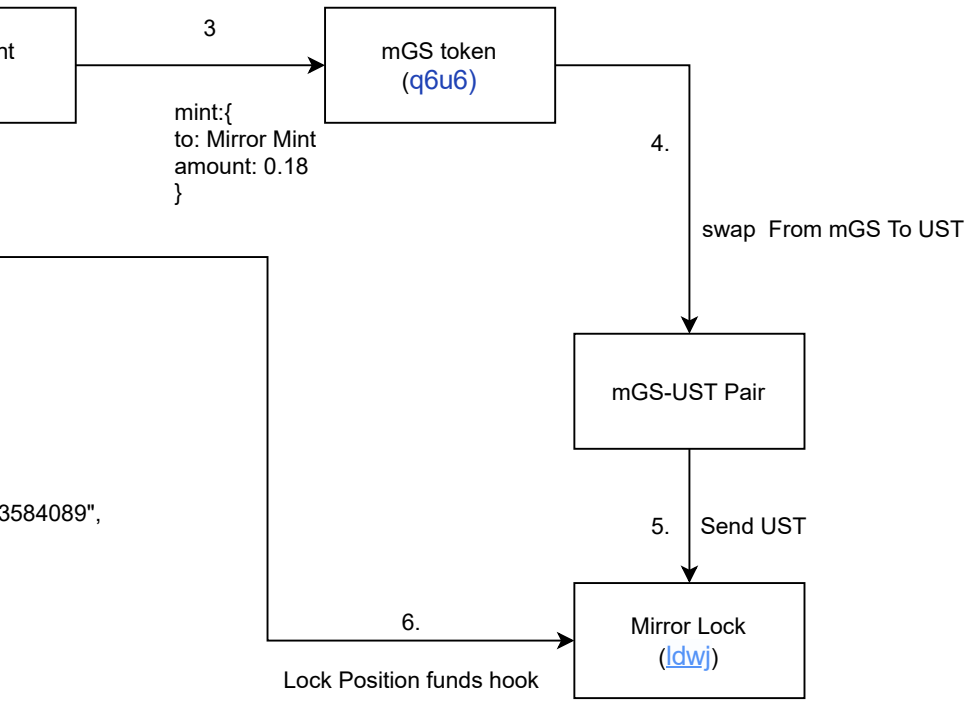 3
nt
mGS token
(q6u6)
mint:{
to: Mirror Mint
amount: 0.18
}
4.
swap  From mGS To UST
mGS-UST Pair
3584089",
5.
Send UST
6.
Mirror Lock
(ldwj)
Lock Position funds hook